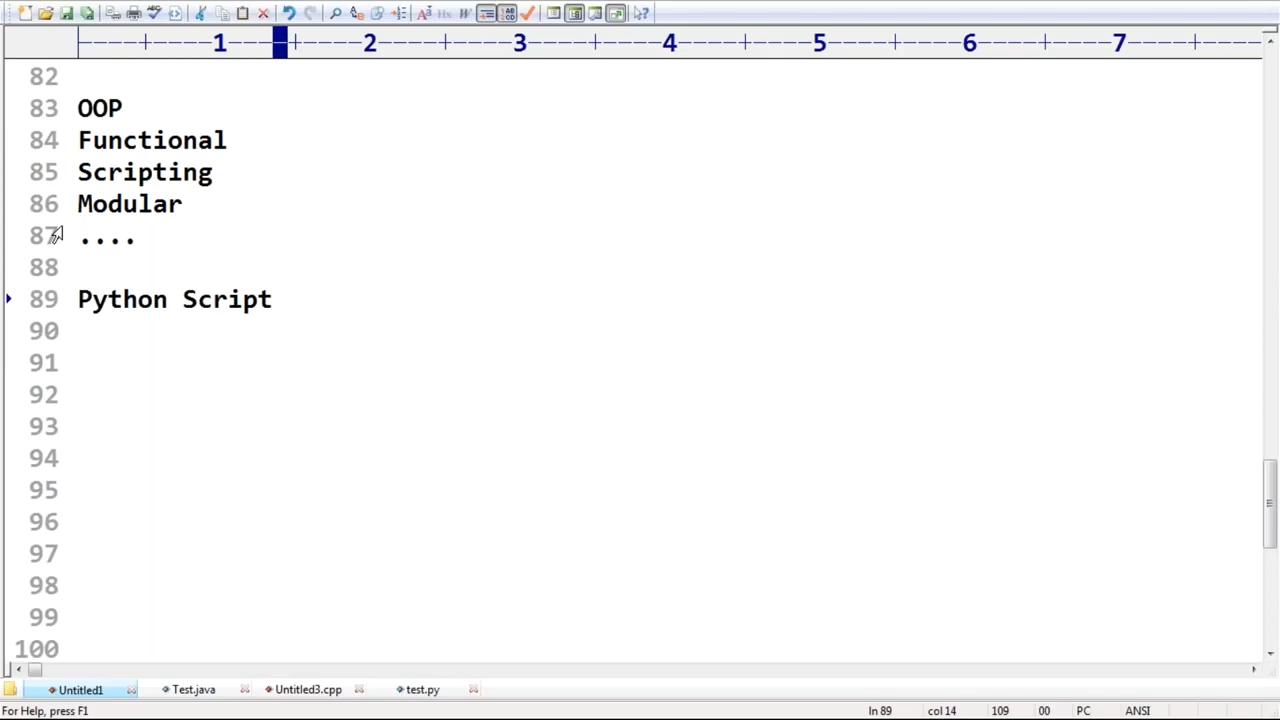 1 2 3 4 5 6 7
82
83 OOP
84 Functional
85 Scripting
86 Modular
87 ....
88
89 Python Script
90
91
92
93
94
95
96
97
98
99
100
Untitled1 Test.java Untitled3.cpp test.py
For Help, press F1 ln 89 col 14 109 00 PC ANSI